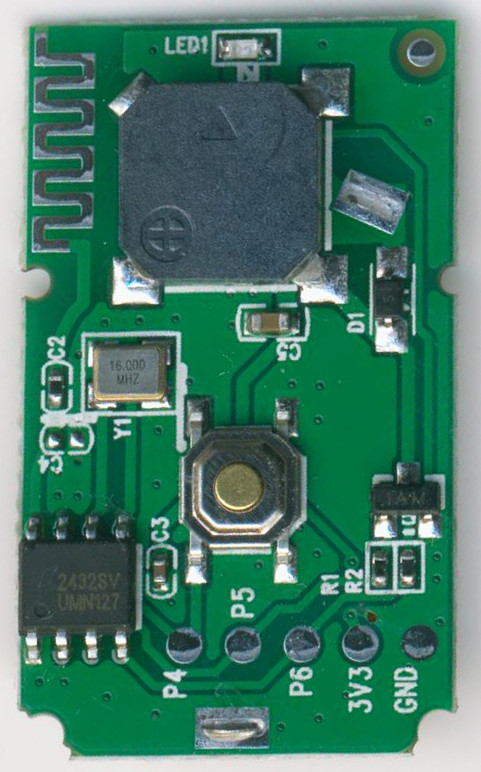 LED1
D1
C5
C2
16.000
MHZ
Y1
C4
1AM
C3
2432SV
UMN127
R1
R2
P5
P4
P6
3V3
GND